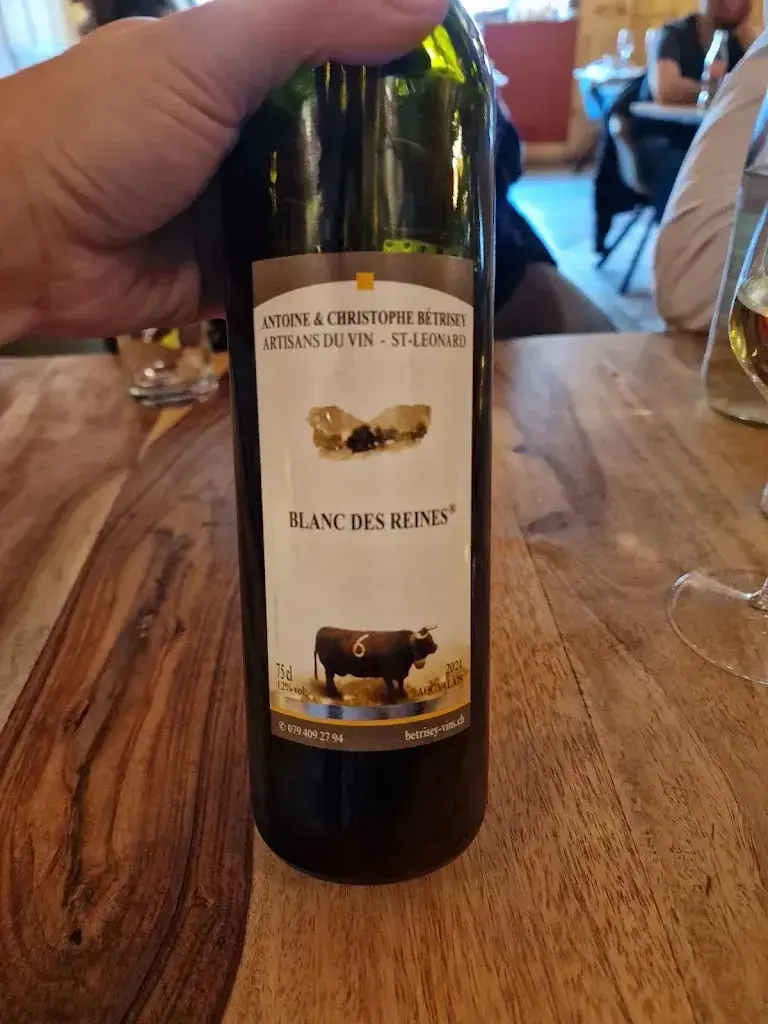 ANTOINE & CHRISTOPHE BÉTRISEY
ARTISANS DU VIN - ST-LEONARD
BLANC DES REINES®
6
75 cl
12% vol.
2021
AOC VALAIS
✆ 079 409 27 94
betrisey-vins.ch